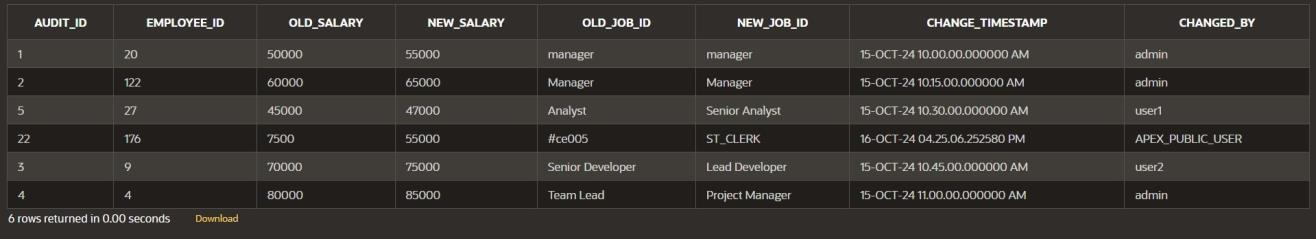 AUDIT_ID EMPLOYEE_ID OLD_SALARY NEW_SALARY OLD_JOB_ID NEW_JOB_ID CHANGE_TIMESTAMP CHANGED_BY
1 20 50000 55000 manager manager 15-OCT-24 10.00.00.000000 AM admin
2 122 60000 65000 Manager Manager 15-OCT-24 10.15.00.000000 AM admin
5 27 45000 47000 Analyst Senior Analyst 15-OCT-24 10.30.00.000000 AM user1
22 176 7500 55000 #ce005 ST_CLERK 16-OCT-24 04.25.06.252580 PM APEX_PUBLIC_USER
3 9 70000 75000 Senior Developer Lead Developer 15-OCT-24 10.45.00.000000 AM user2
4 4 80000 85000 Team Lead Project Manager 15-OCT-24 11.00.00.000000 AM admin
6 rows returned in 0.00 seconds Download